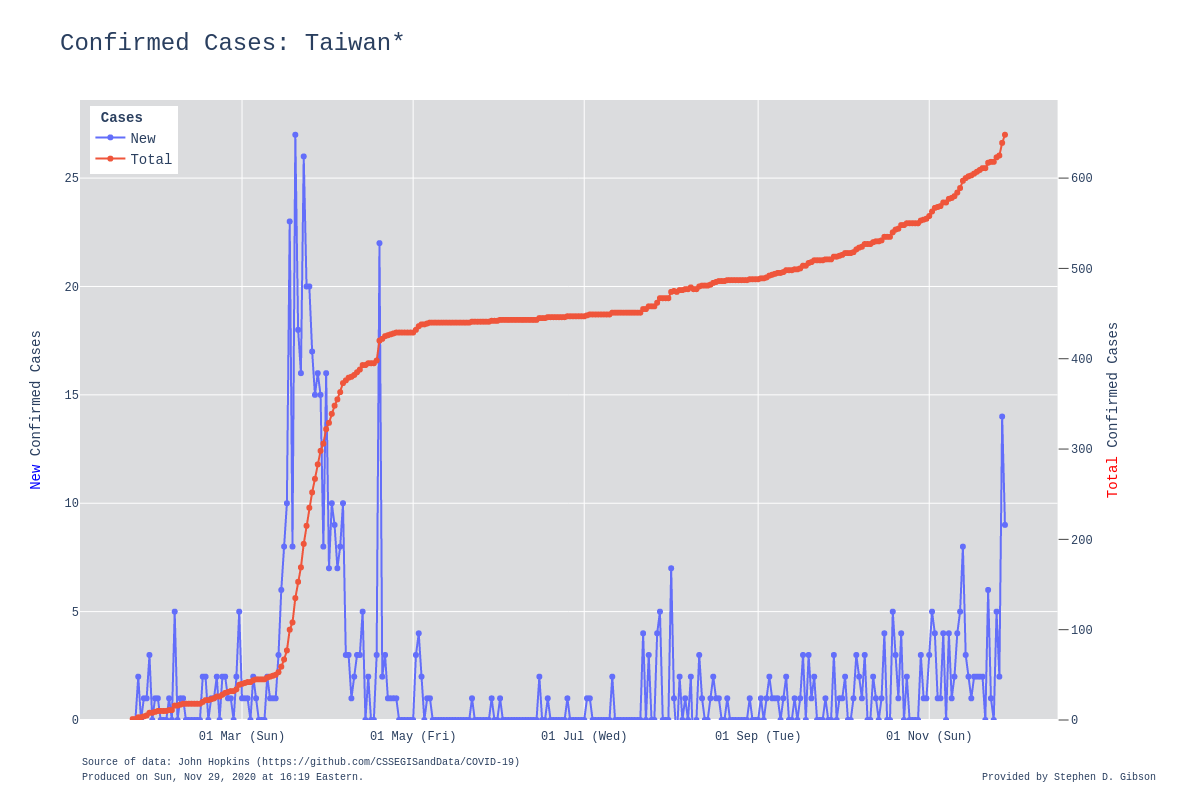 Confirmed Cases: Taiwan*
Cases
New
Total
25
20
15
10
5
0
600
500
400
300
200
100
0
New Confirmed Cases
Total Confirmed Cases
01 Mar (Sun)
01 May (Fri)
01 Jul (Wed)
01 Sep (Tue)
01 Nov (Sun)
Source of data: John Hopkins (https://github.com/CSSEGISandData/COVID-19)
Produced on Sun, Nov 29, 2020 at 16:19 Eastern.
Provided by Stephen D. Gibson